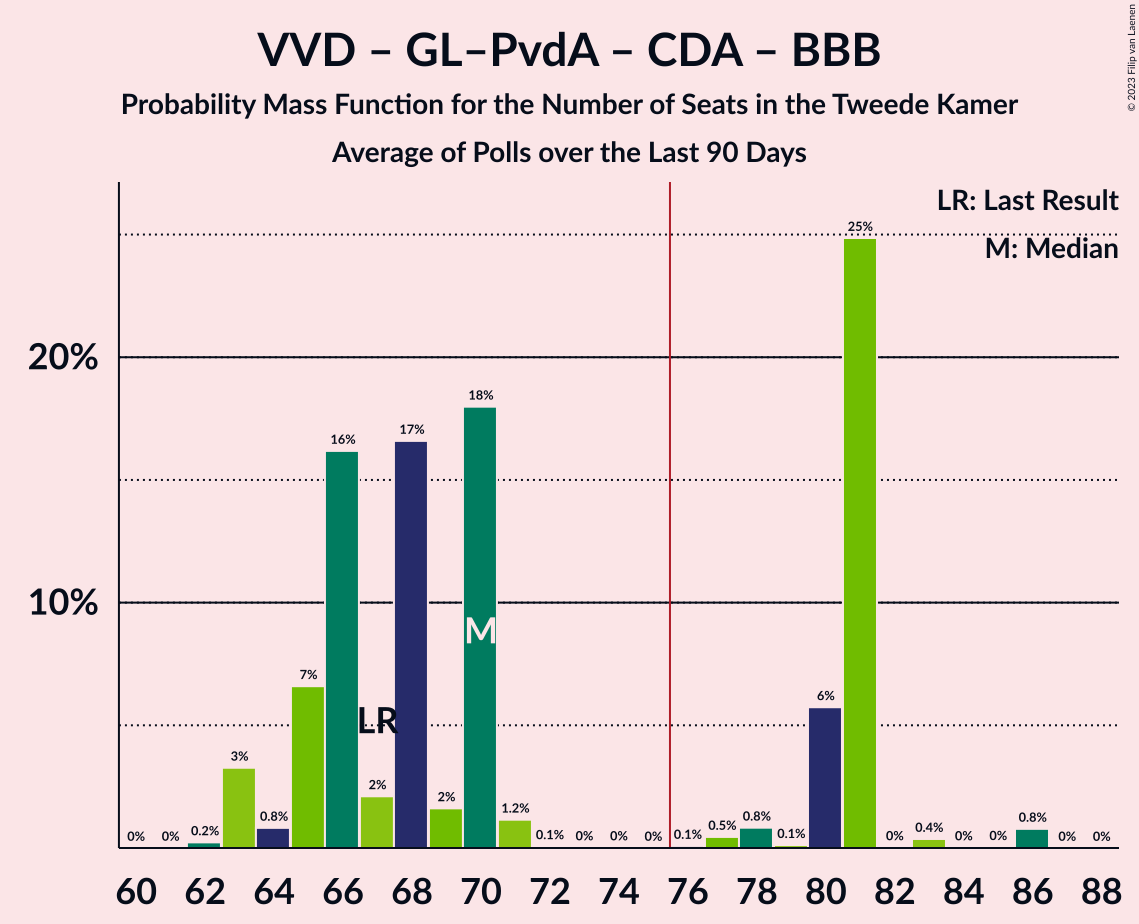 VVD – GL–PvdA – CDA – BBB
Probability Mass Function for the Number of Seats in the Tweede Kamer
Average of Polls over the Last 90 Days
© 2023 Filip van Laenen
LR: Last Result
M: Median
20%
10%
0% 0% 0.2% 3% 0.8% 7% 16% 2% 17% 2% 18% 1.2% 0.1% 0% 0% 0% 0.1% 0.5% 0.8% 0.1% 6% 25% 0% 0.4% 0% 0% 0.8% 0% 0%
LR
M
60 62 64 66 68 70 72 74 76 78 80 82 84 86 88